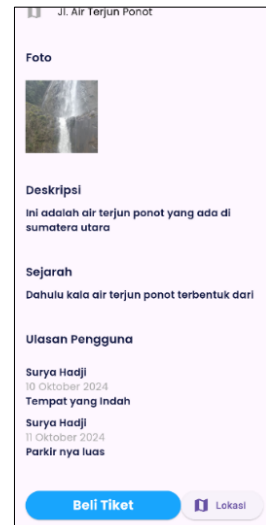 Jl. Air Terjun Ponot
Foto
Deskripsi
Ini adalah air terjun ponot yang ada di
sumatera utara
Sejarah
Dahulu kala air terjun ponot terbentuk dari
Ulasan Pengguna
Surya Hadji
10 Oktober 2024
Tempat yang Indah
Surya Hadji
11 Oktober 2024
Parkir nya luas
Beli Tiket
Lokasi